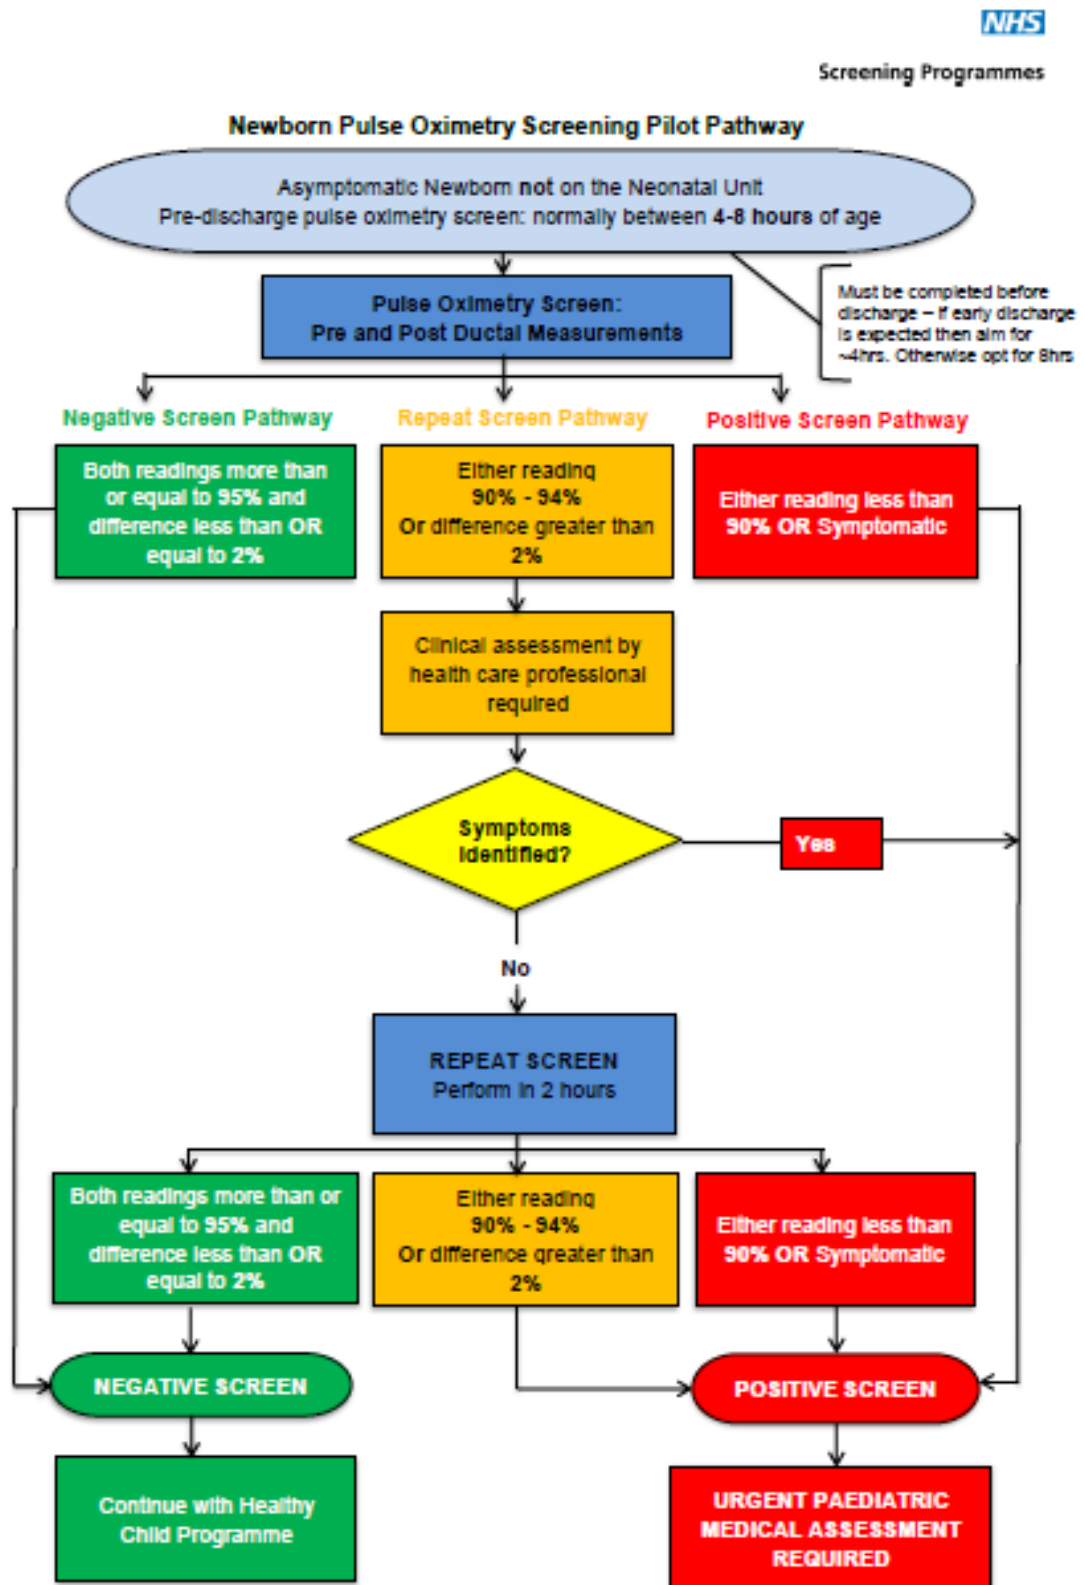 NHS
Screening Programmes
Newborn Pulse Oximetry Screening Pilot Pathway
Asymptomatic Newborn not on the Neonatal Unit
Pre-discharge pulse oximetry screen: normally between 4-8 hours of age
Must be completed before
discharge – if early discharge
is expected then aim for
~4hrs. Otherwise opt for 8hrs
Pulse Oximetry Screen:
Pre and Post Ductal Measurements
Negative Screen Pathway
Repeat Screen Pathway
Positive Screen Pathway
Both readings more than
or equal to 95% and
difference less than OR
equal to 2%
Either reading
90% - 94%
Or difference greater than
2%
Either reading less than
90% OR Symptomatic
Clinical assessment by
health care professional
required
Symptoms
identified?
Yes
No
REPEAT SCREEN
Perform in 2 hours
Both readings more than or
equal to 95% and
difference less than OR
equal to 2%
Either reading
90% - 94%
Or difference greater than
2%
Either reading less than
90% OR Symptomatic
NEGATIVE SCREEN
POSITIVE SCREEN
Continue with Healthy
Child Programme
URGENT PAEDIATRIC
MEDICAL ASSESSMENT
REQUIRED